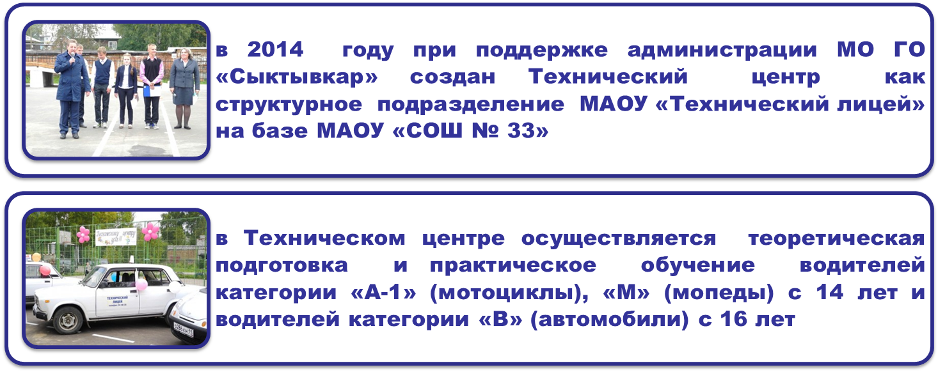 в 2014 году при поддержке администрации МО ГО
«Сыктывкар» создан Технический центр как
структурное подразделение МАОУ «Технический лицей»
на базе МАОУ «СОШ № 33»
в Техническом центре осуществляется теоретическая
подготовка и практическое обучение водителей
категории «А-1» (мотоциклы), «М» (мопеды) с 14 лет и
водителей категории «В» (автомобили) с 16 лет
ТЕХНИЧЕСКИЙ
ЛИЦЕЙ